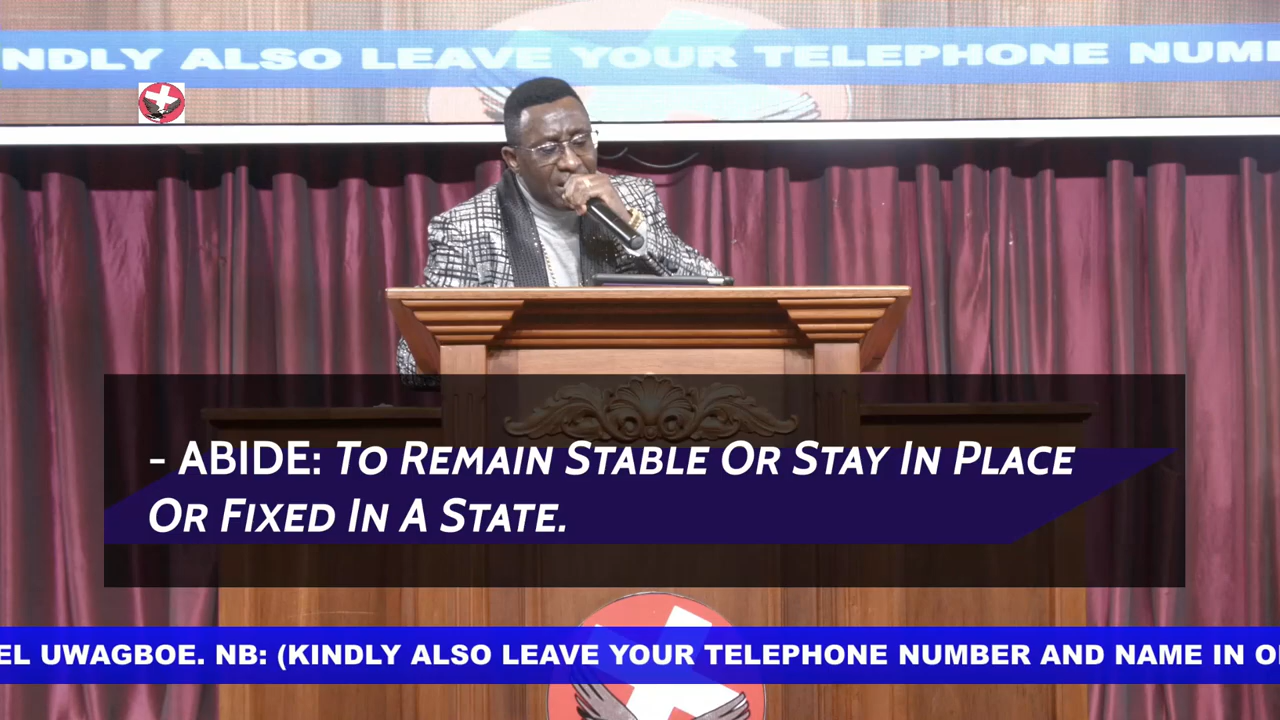 NDLY ALSO LEAVE YOUR TELEPHONE NUM
- ABIDE: TO REMAIN STABLE OR STAY IN PLACE
OR FIXED IN A STATE.
EL UWAGBOE. NB: (KINDLY ALSO LEAVE YOUR TELEPHONE NUMBER AND NAME IN O